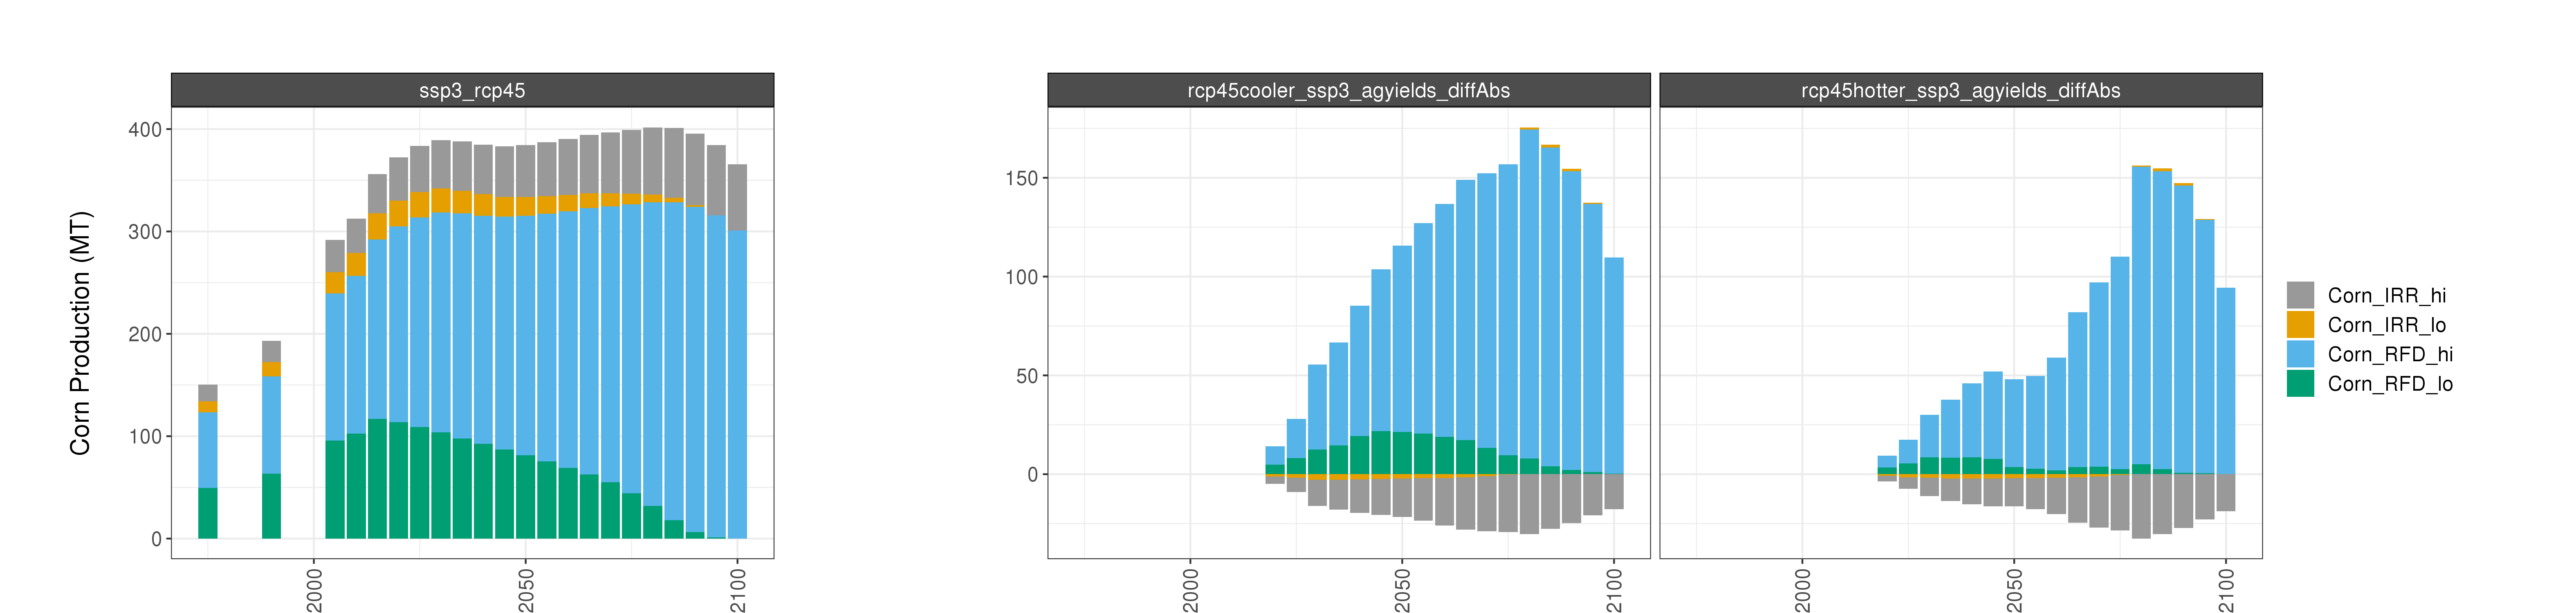 ssp3_rcp45
rcp45cooler_ssp3_agyields_diffAbs
rcp45hotter_ssp3_agyields_diffAbs
Corn Production (MT)
400
300
200
100
0
150
100
50
0
2000
2050
2100
2000
2050
2100
2000
2050
2100
Corn_IRR_hi
Corn_IRR_lo
Corn_RFD_hi
Corn_RFD_lo